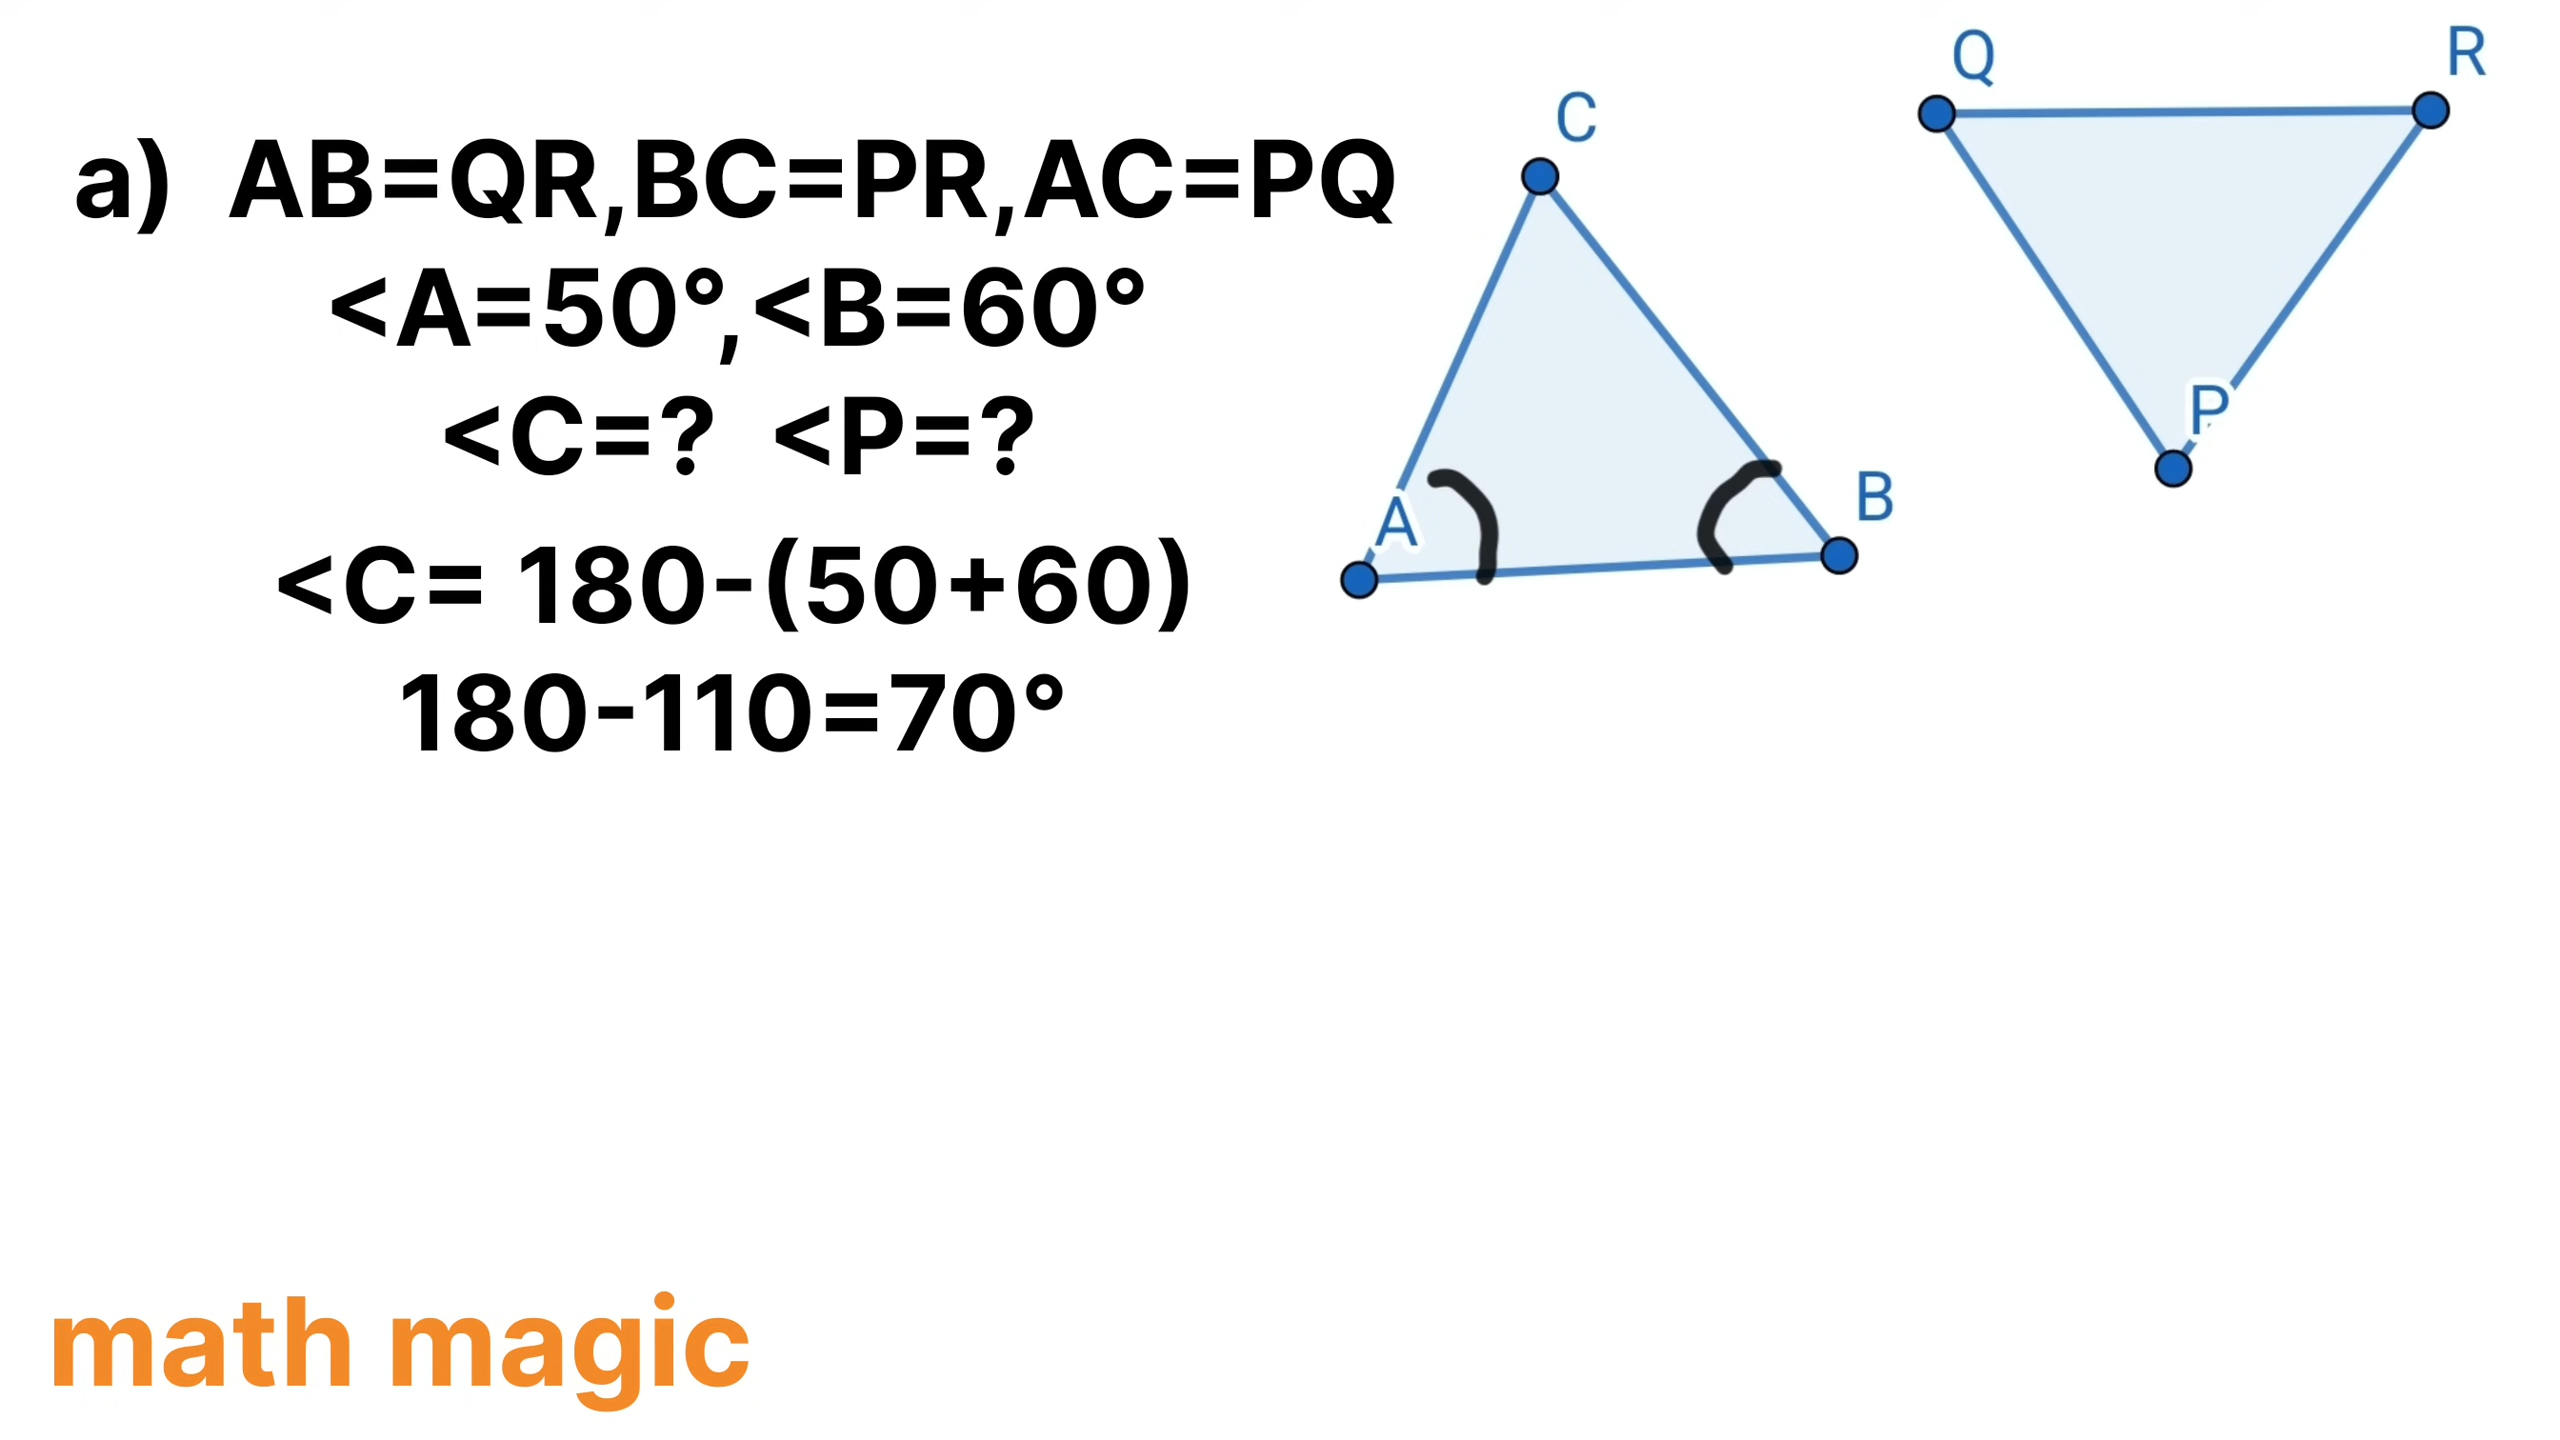 a) AB=QR,BC=PR,AC=PQ
<A=50°,<B=60°
<C=? <P=?
<C= 180-(50+60)
180-110=70°
C
A
B
Q
R
P
math magic